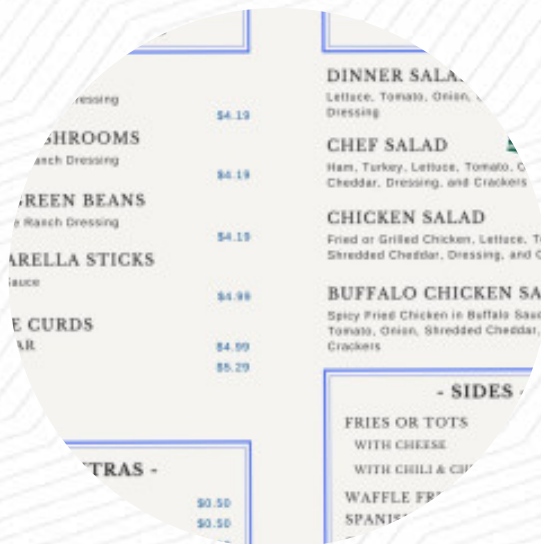 ressing
$4.19
SHROOMS
anch Dressing
$4.19
GREEN BEANS
e Ranch Dressing
$4.19
ARELLA STICKS
Sauce
$4.99
E CURDS
AR
$4.99
$5.29
TRAS -
$0.50
$0.50
DINNER SALA
Lettuce, Tomato, Onion,
Dressing
CHEF SALAD
Ham, Turkey, Lettuce, Tomato,
Cheddar, Dressing, and Crackers
CHICKEN SALAD
Fried or Grilled Chicken, Lettuce,
Shredded Cheddar, Dressing, and
BUFFALO CHICKEN SA
Spicy Fried Chicken in Buffalo Sauc
Tomato, Onion, Shredded Cheddar,
Crackers
- SIDES -
FRIES OR TOTS
WITH CHEESE
WITH CHILI & CH
WAFFLE FR
SPANIS